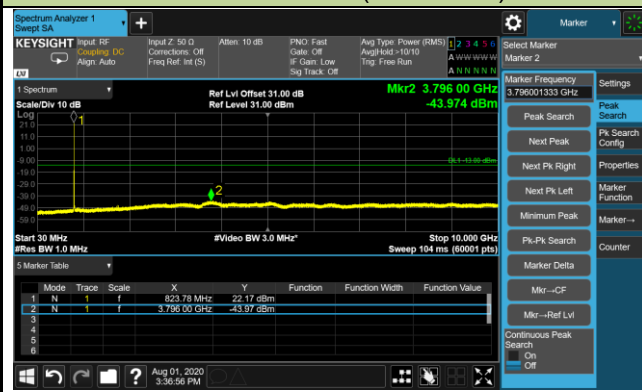 Spectrum Analyzer 1
Swept SA
Marker
KEYSIGHT
Input: RF
Coupling: DC
Align: Auto
Input Z: 50 Ω
Corrections: Off
Freq Ref: Int (S)
Atten: 10 dB
PNO: Fast
Gate: Off
IF Gain: Low
Sig Track: Off
Avg Type: Power (RMS)
Avg|Hold >10/10
Trig: Free Run
1 2 3 4 5 6
A W W W W W
A N N N N N
LXI
Select Marker
Marker 2
Marker Frequency
3.796001333 GHz
Peak Search
Next Peak
Next Pk Right
Next Pk Left
Minimum Peak
Pk-Pk Search
Marker Delta
Mkr→CF
Mkr→Ref Lvl
Continuous Peak Search
On
Off
Settings
Peak Search
Pk Search Config
Properties
Marker Function
Marker→
Counter
1 Spectrum
Scale/Div 10 dB
Ref Lvl Offset 31.00 dB
Ref Level 31.00 dBm
Mkr2 3.796 00 GHz
-43.974 dBm
Log
21.0
11.0
1.00
-9.00
-19.0
-29.0
-39.0
-49.0
-59.0
1
2
DL1 -13.00 dBm
Start 30 MHz
#Res BW 1.0 MHz
#Video BW 3.0 MHz*
Stop 10.000 GHz
Sweep 104 ms (60001 pts)
5 Marker Table
Mode Trace Scale X Y Function Function Width Function Value
1 N 1 f 823.78 MHz 22.17 dBm
2 N 1 f 3.796 00 GHz -43.97 dBm
3
4
5
6
?
Aug 01, 2020
3:36:56 PM